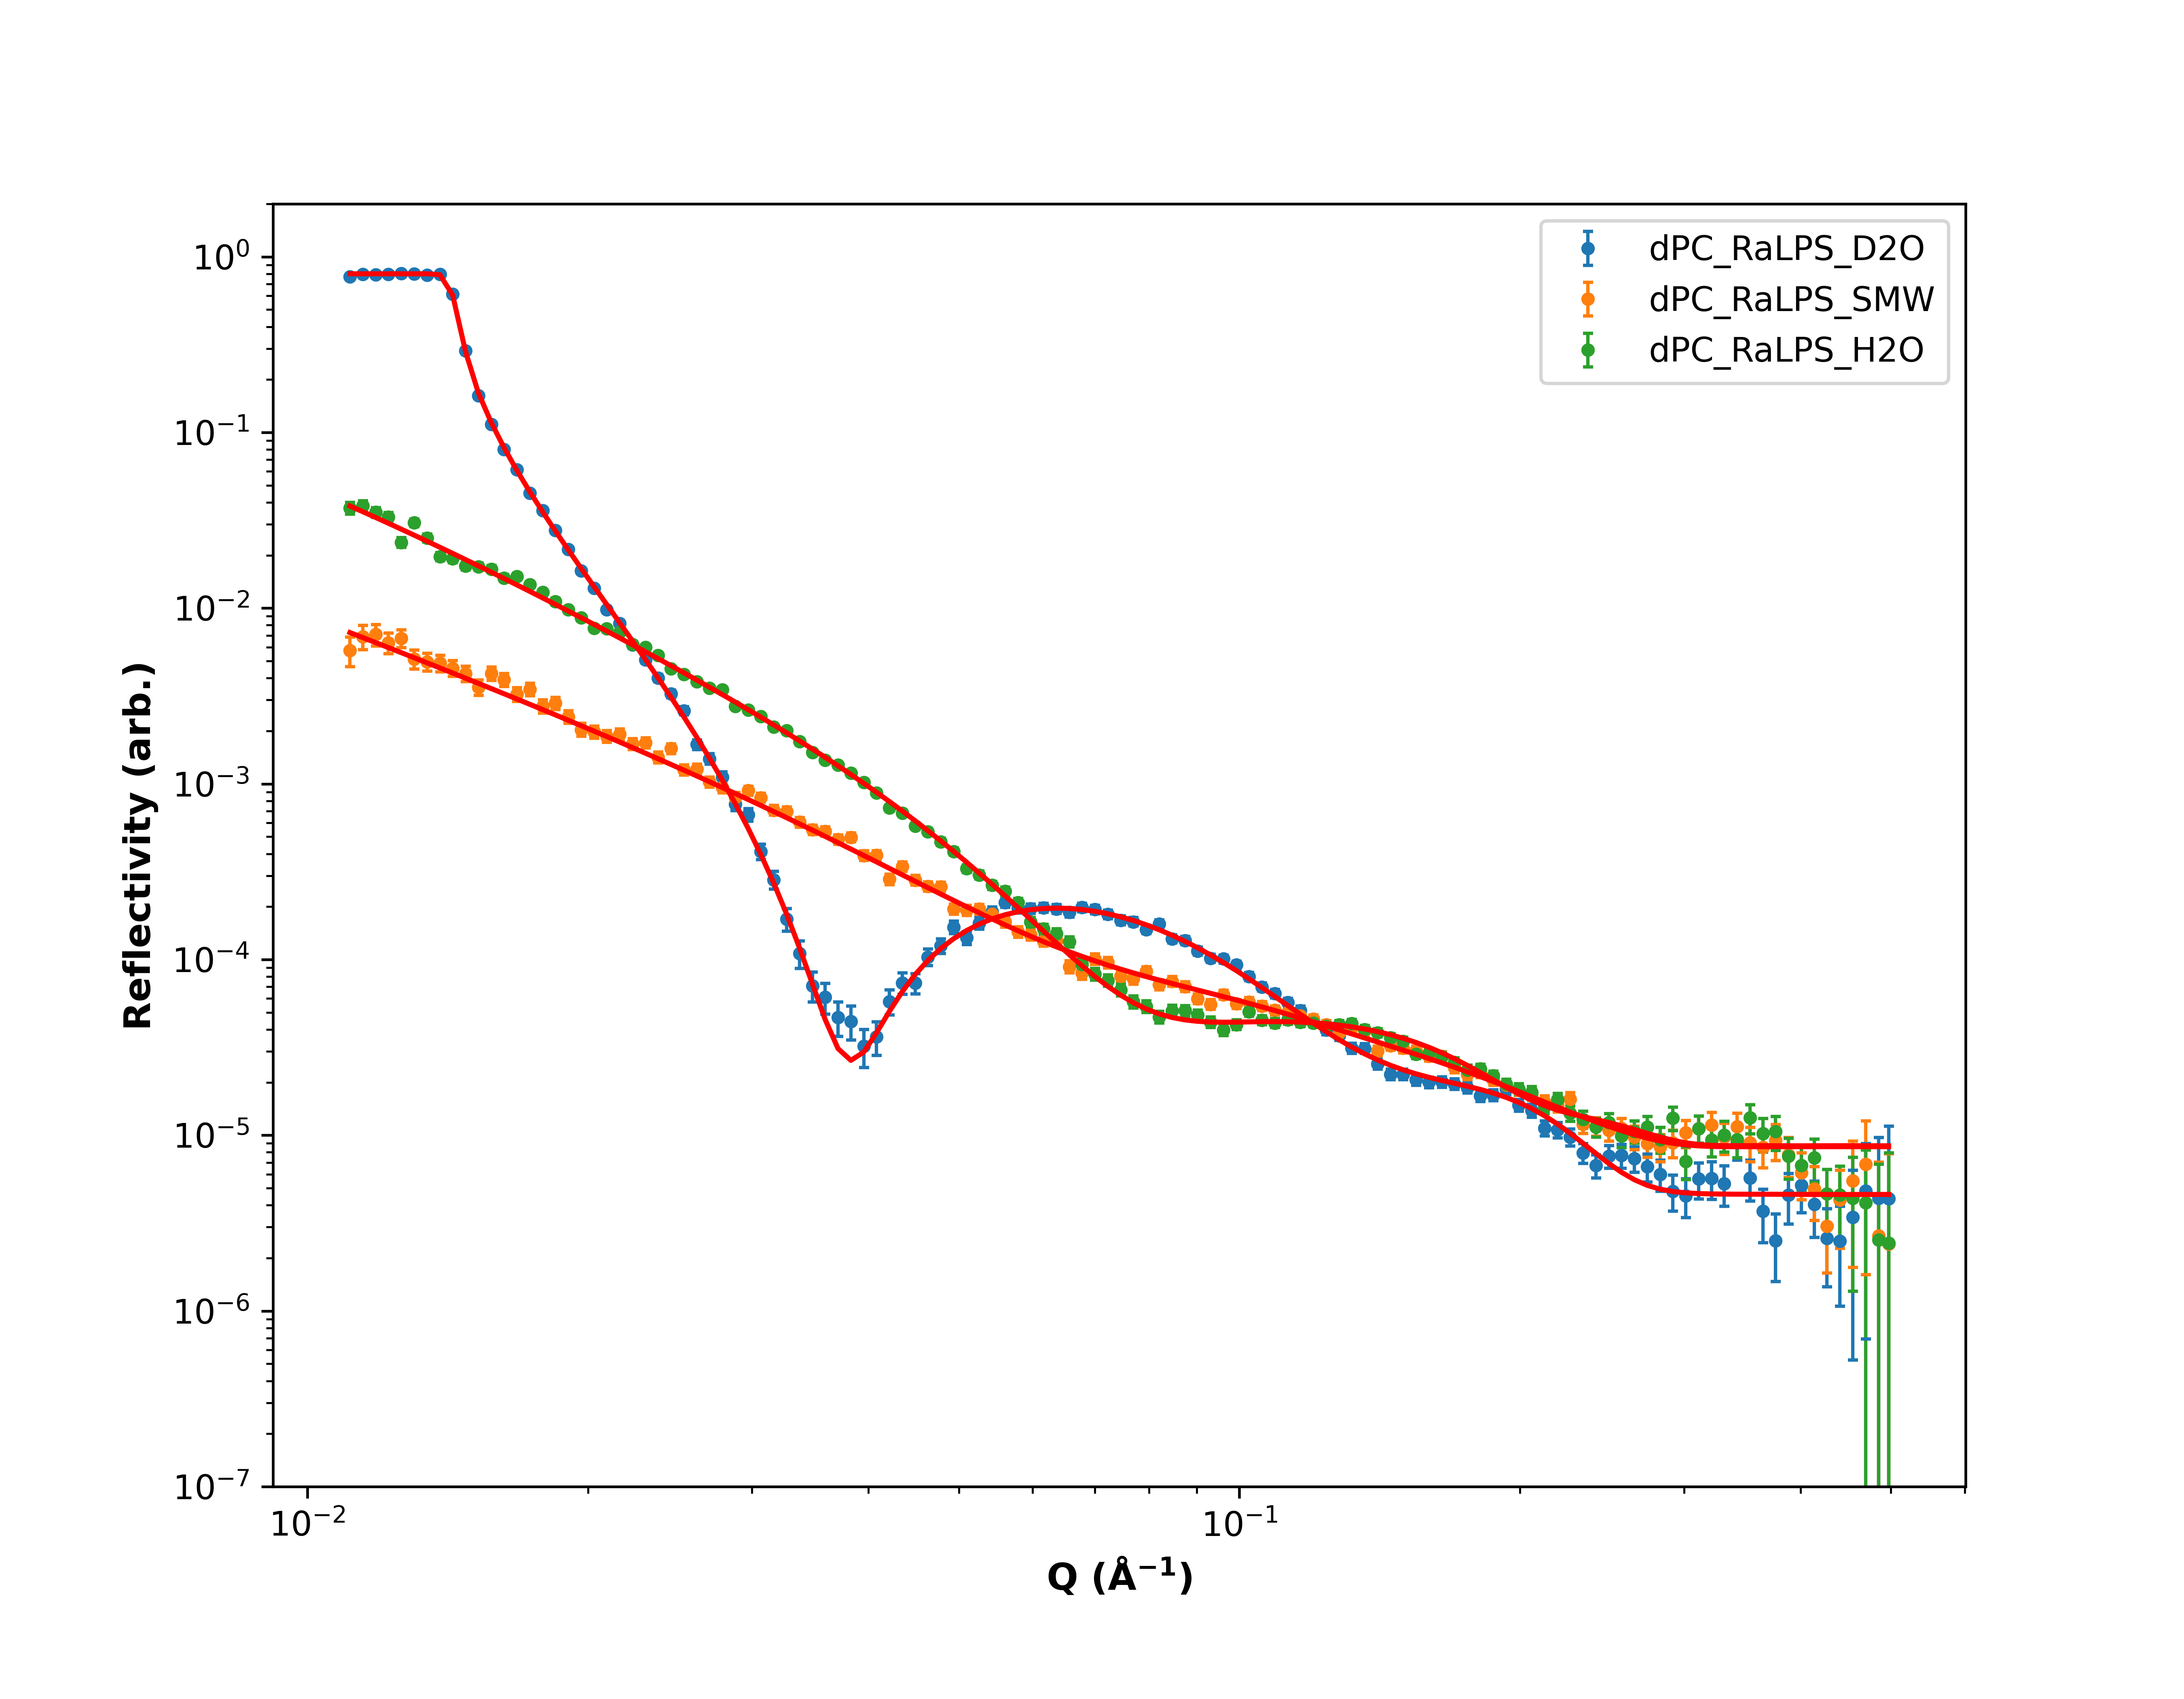 dPC_RaLPS_D2O
dPC_RaLPS_SMW
dPC_RaLPS_H2O
Reflectivity (arb.)
10⁰
10⁻¹
10⁻²
10⁻³
10⁻⁴
10⁻⁵
10⁻⁶
10⁻⁷
10⁻² 10⁻¹
Q (Å⁻¹)